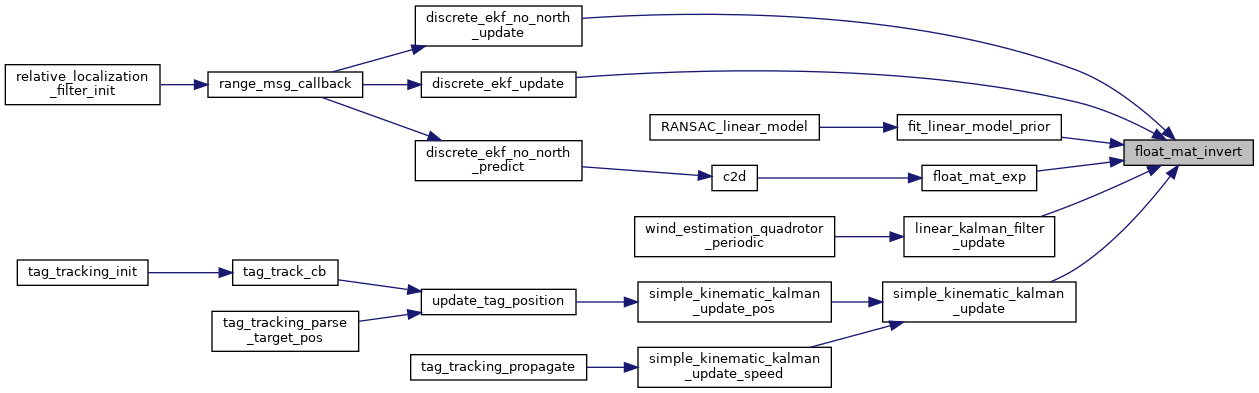 discrete_ekf_no_north
_update
relative_localization
_filter_init
range_msg_callback
discrete_ekf_update
RANSAC_linear_model
fit_linear_model_prior
float_mat_invert
discrete_ekf_no_north
_predict
c2d
float_mat_exp
wind_estimation_quadrotor
_periodic
linear_kalman_filter
_update
tag_tracking_init
tag_track_cb
update_tag_position
simple_kinematic_kalman
_update_pos
simple_kinematic_kalman
_update
tag_tracking_parse
_target_pos
tag_tracking_propagate
simple_kinematic_kalman
_update_speed